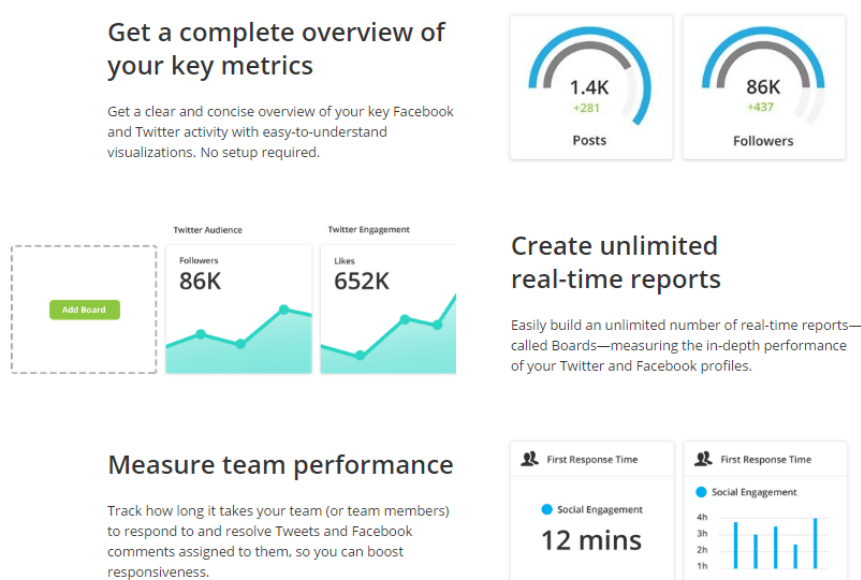 Get a complete overview of
your key metrics
Get a clear and concise overview of your key Facebook
and Twitter activity with easy-to-understand
visualizations. No setup required.
1.4K
+281
Posts
86K
+437
Followers
Add Board
Twitter Audience
Followers
86K
Twitter Engagement
Likes
652K
Create unlimited
real-time reports
Easily build an unlimited number of real-time reports—
called Boards—measuring the in-depth performance
of your Twitter and Facebook profiles.
Measure team performance
Track how long it takes your team (or team members)
to respond to and resolve Tweets and Facebook
comments assigned to them, so you can boost
responsiveness.
First Response Time
Social Engagement
12 mins
First Response Time
Social Engagement
4h
3h
2h
1h